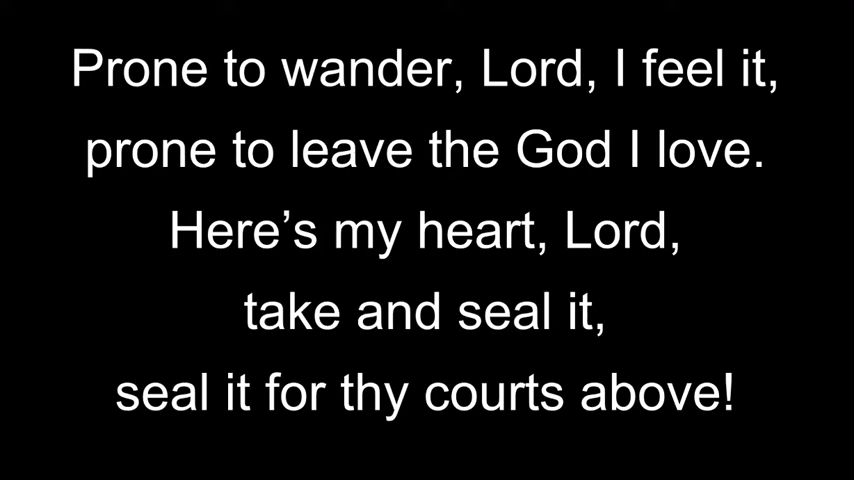 Prone to wander, Lord, I feel it,
prone to leave the God I love.
Here’s my heart, Lord,
take and seal it,
seal it for thy courts above!